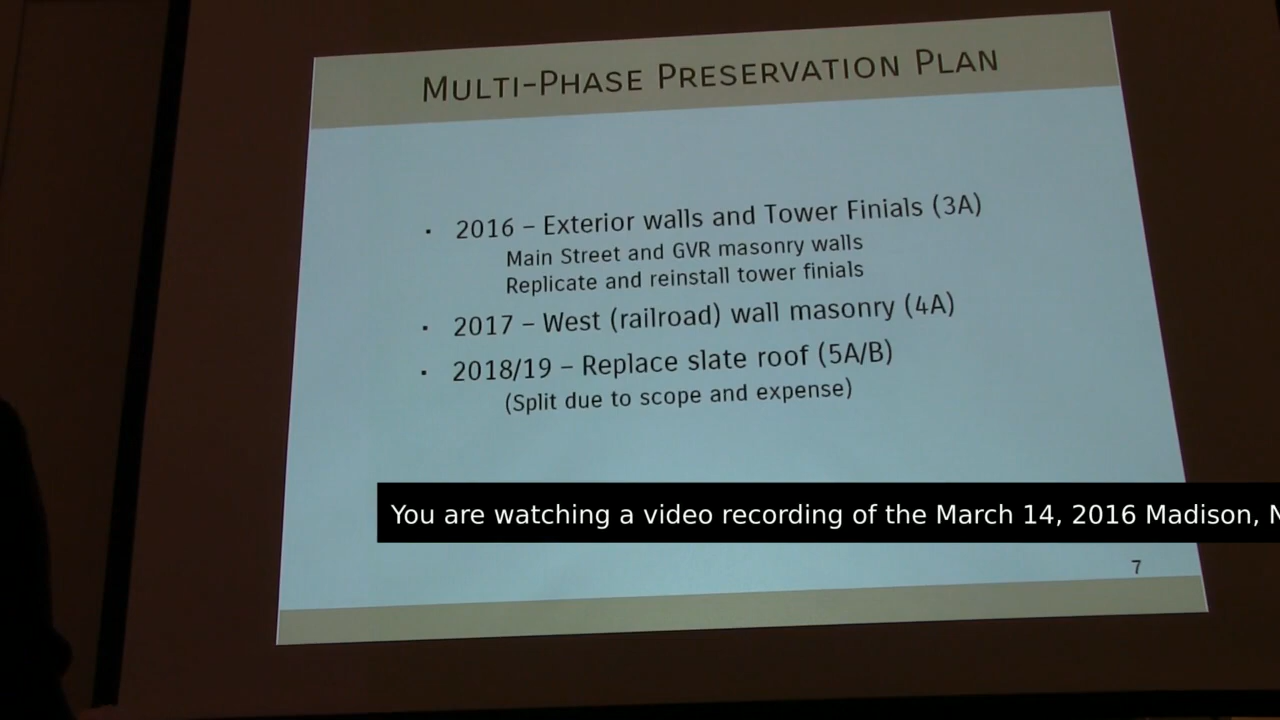 MULTI-PHASE PRESERVATION PLAN
▪ 2016 – Exterior walls and Tower Finials (3A)
Main Street and GVR masonry walls
Replicate and reinstall tower finials
▪ 2017 – West (railroad) wall masonry (4A)
▪ 2018/19 – Replace slate roof (5A/B)
(Split due to scope and expense)
You are watching a video recording of the March 14, 2016 Madison, N
7